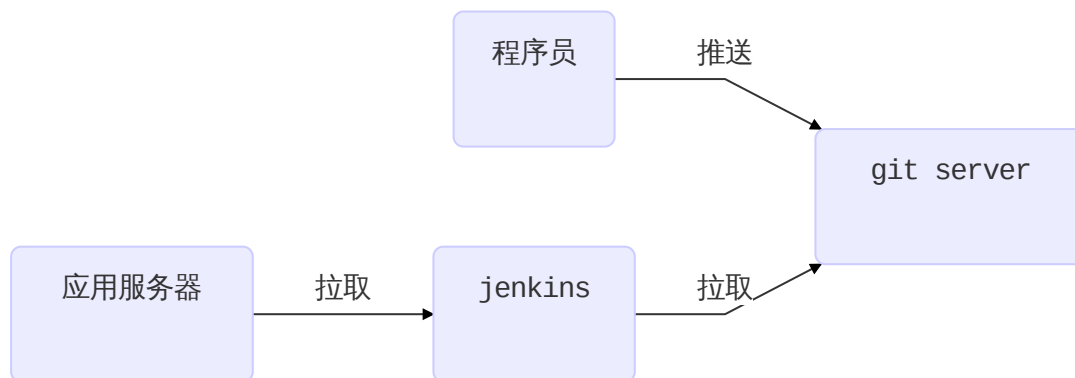 程序员
推送
git server
应用服务器
拉取
jenkins
拉取